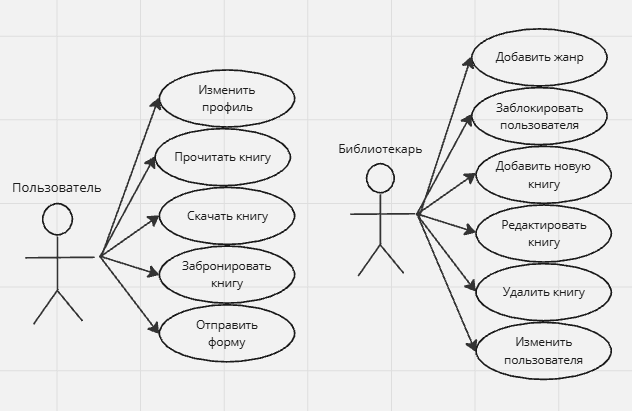 Пользователь
Изменить
профиль
Прочитать книгу
Скачать книгу
Забронировать
книгу
Отправить
форму
Библиотекарь
Добавить жанр
Заблокировать
пользователя
Добавить новую
книгу
Редактировать
книгу
Удалить книгу
Изменить
пользователя